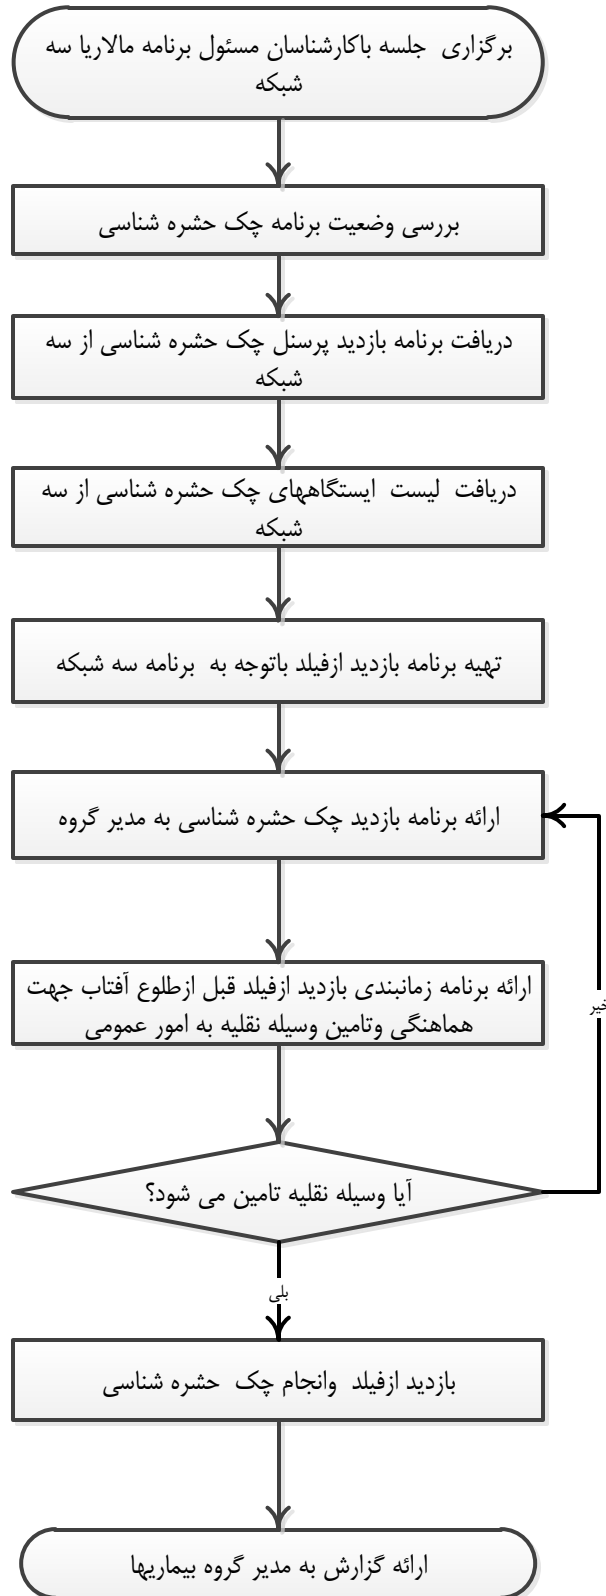 برگزاری جلسه باکارشناسان مسئول برنامه مالاریا سه
شبکه
بررسی وضعیت برنامه چک حشره شناسی
دریافت برنامه بازدید پرسنل چک حشره شناسی از سه
شبکه
دریافت لیست ایستگاههای چک حشره شناسی از سه
شبکه
تهیه برنامه بازدید ازفیلد باتوجه به برنامه سه شبکه
ارائه برنامه بازدید چک حشره شناسی به مدیر گروه
ارائه برنامه زمانبندی بازدید ازفیلد قبل ازطلوع آفتاب جهت
هماهنگی وتامین وسیله نقلیه به امور عمومی
خیر
آیا وسیله نقلیه تامین می شود؟
بلی
بازدید ازفیلد وانجام چک حشره شناسی
ارائه گزارش به مدیر گروه بیماریها